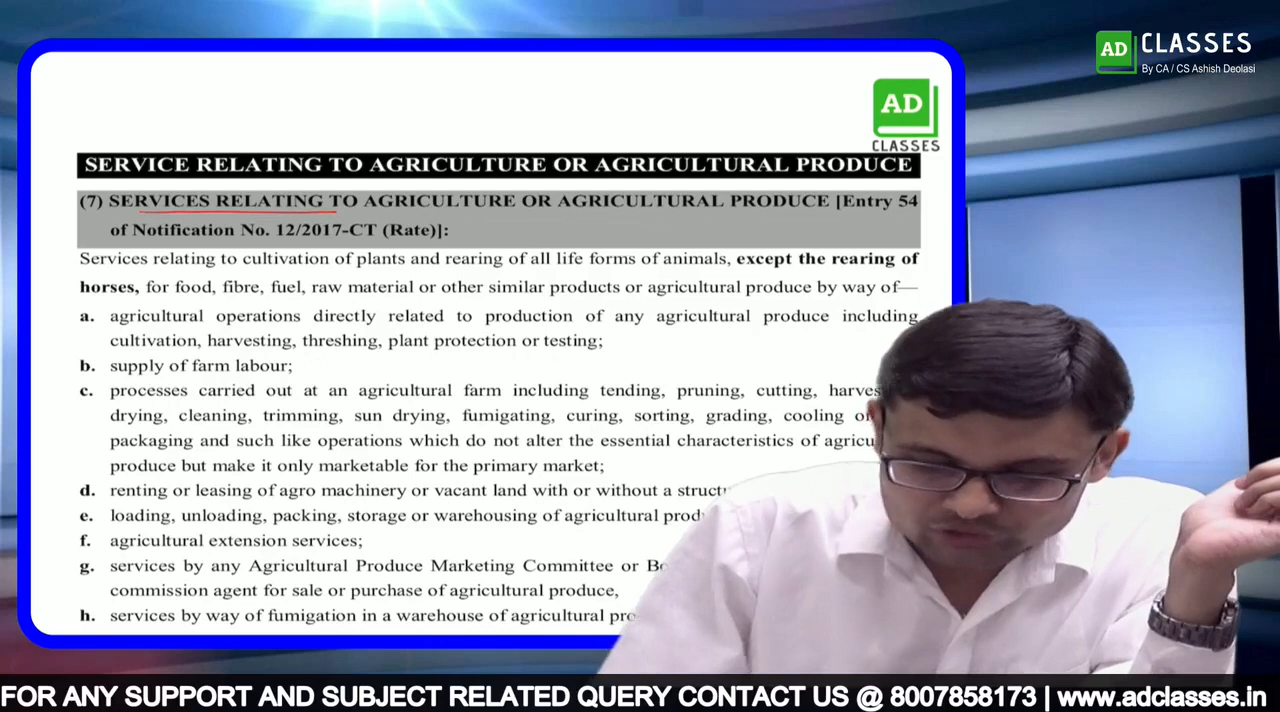 AD CLASSES
By CA / CS Ashish Deolasi
AD
CLASSES
SERVICE RELATING TO AGRICULTURE OR AGRICULTURAL PRODUCE
(7) SERVICES RELATING TO AGRICULTURE OR AGRICULTURAL PRODUCE [Entry 54
of Notification No. 12/2017-CT (Rate)]:
Services relating to cultivation of plants and rearing of all life forms of animals, except the rearing of
horses, for food, fibre, fuel, raw material or other similar products or agricultural produce by way of—
a. agricultural operations directly related to production of any agricultural produce including
cultivation, harvesting, threshing, plant protection or testing;
b. supply of farm labour;
c. processes carried out at an agricultural farm including tending, pruning, cutting,
drying, cleaning, trimming, sun drying, fumigating, curing, sorting, grading, cooling
packaging and such like operations which do not alter the essential characteristics of
produce but make it only marketable for the primary market;
d. renting or leasing of agro machinery or vacant land with or without a
e. loading, unloading, packing, storage or warehousing of agricultural
f. agricultural extension services;
g. services by any Agricultural Produce Marketing Committee or
commission agent for sale or purchase of agricultural produce,
h. services by way of fumigation in a warehouse of agricultural
FOR ANY SUPPORT AND SUBJECT RELATED QUERY CONTACT US @ 8007858173 | www.adclasses.in